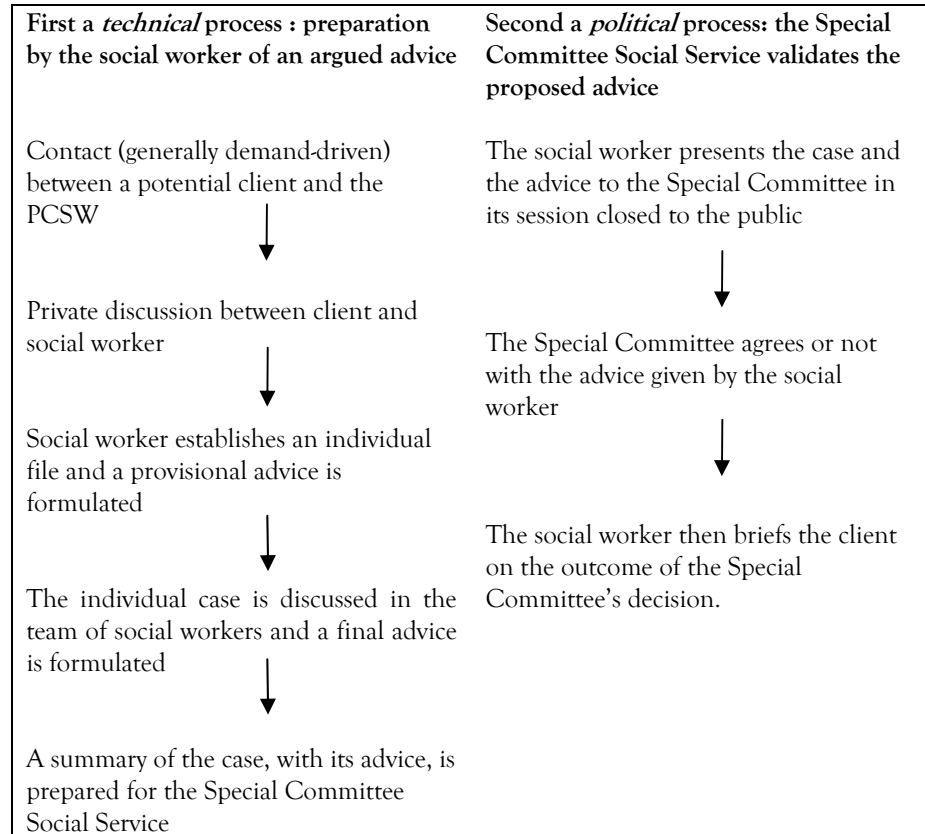 First a technical process : preparation
by the social worker of an argued advice
Contact (generally demand-driven)
between a potential client and the
PCSW
Private discussion between client and
social worker
Social worker establishes an individual
file and a provisional advice is
formulated
The individual case is discussed in the
team of social workers and a final advice
is formulated
A summary of the case, with its advice, is
prepared for the Special Committee
Social Service
Second a political process: the Special
Committee Social Service validates the
proposed advice
The social worker presents the case and
the advice to the Special Committee in
its session closed to the public
The Special Committee agrees or not
with the advice given by the social
worker
The social worker then briefs the client
on the outcome of the Special
Committee’s decision.